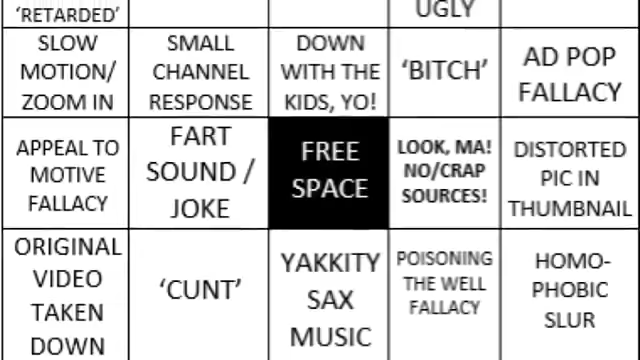 'RETARDED'
UGLY
SLOW
MOTION/
ZOOM IN
SMALL
CHANNEL
RESPONSE
DOWN
WITH THE
KIDS, YO!
'BITCH'
AD POP
FALLACY
APPEAL TO
MOTIVE
FALLACY
FART
SOUND /
JOKE
FREE
SPACE
LOOK, MA!
NO/CRAP
SOURCES!
DISTORTED
PIC IN
THUMBNAIL
ORIGINAL
VIDEO
TAKEN
DOWN
'CUNT'
YAKKITY
SAX
MUSIC
POISONING
THE WELL
FALLACY
HOMO-
PHOBIC
SLUR